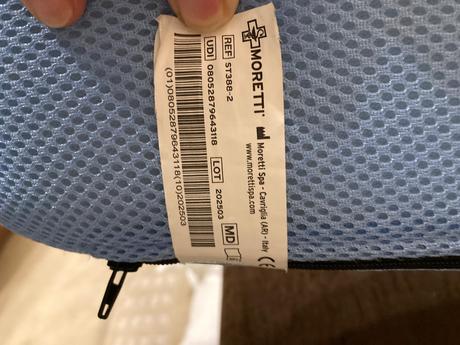 MORETTI
Moretti Spa - Cavriglia (AR) - Italy
www.morettispa.com
CE
REF ST388-2
LOT 202503
MD
UDI 08052879643118
(01)08052879643118(10)202503